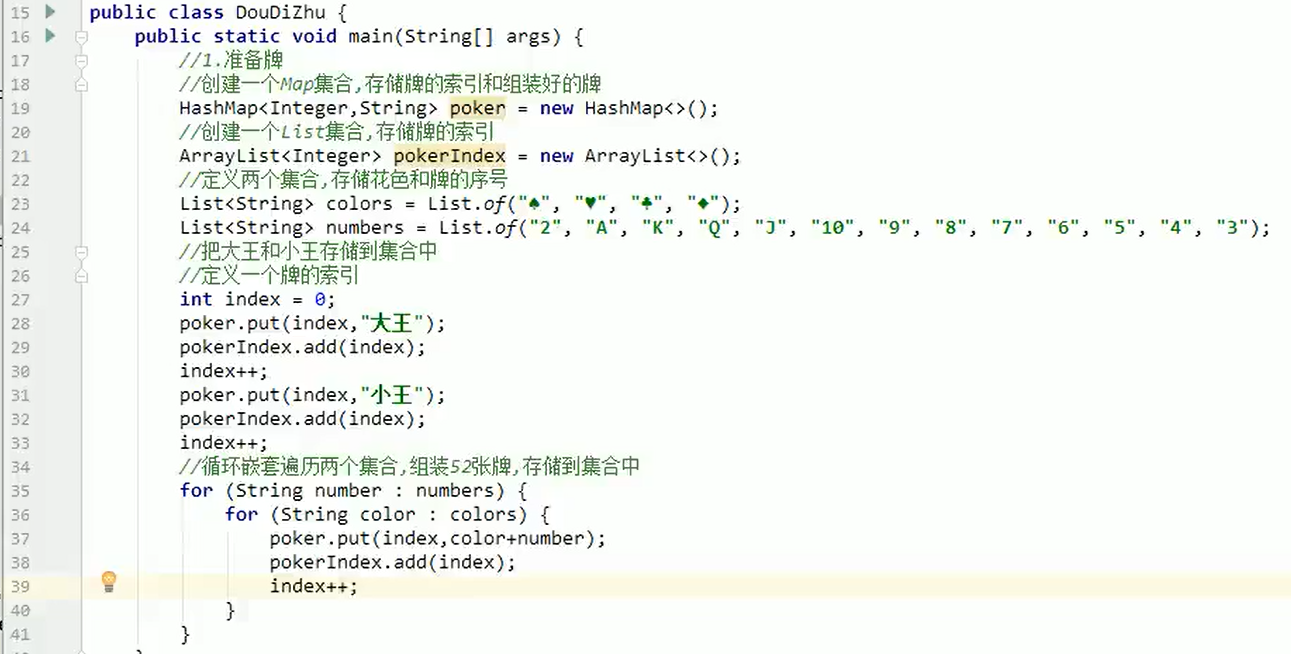 15 public class DouDiZhu {
16 public static void main(String[] args) {
17 //1.准备牌
18 //创建一个Map集合,存储牌的索引和组装好的牌
19 HashMap<Integer,String> poker = new HashMap<>();
20 //创建一个List集合,存储牌的索引
21 ArrayList<Integer> pokerIndex = new ArrayList<>();
22 //定义两个集合,存储花色和牌的序号
23 List<String> colors = List.of("♠", "♥", "♣", "♦");
24 List<String> numbers = List.of("2", "A", "K", "Q", "J", "10", "9", "8", "7", "6", "5", "4", "3");
25 //把大王和小王存储到集合中
26 //定义一个牌的索引
27 int index = 0;
28 poker.put(index,"大王");
29 pokerIndex.add(index);
30 index++;
31 poker.put(index,"小王");
32 pokerIndex.add(index);
33 index++;
34 //循环嵌套遍历两个集合,组装52张牌,存储到集合中
35 for (String number : numbers) {
36 for (String color : colors) {
37 poker.put(index,color+number);
38 pokerIndex.add(index);
39 index++;
40 }
41 }